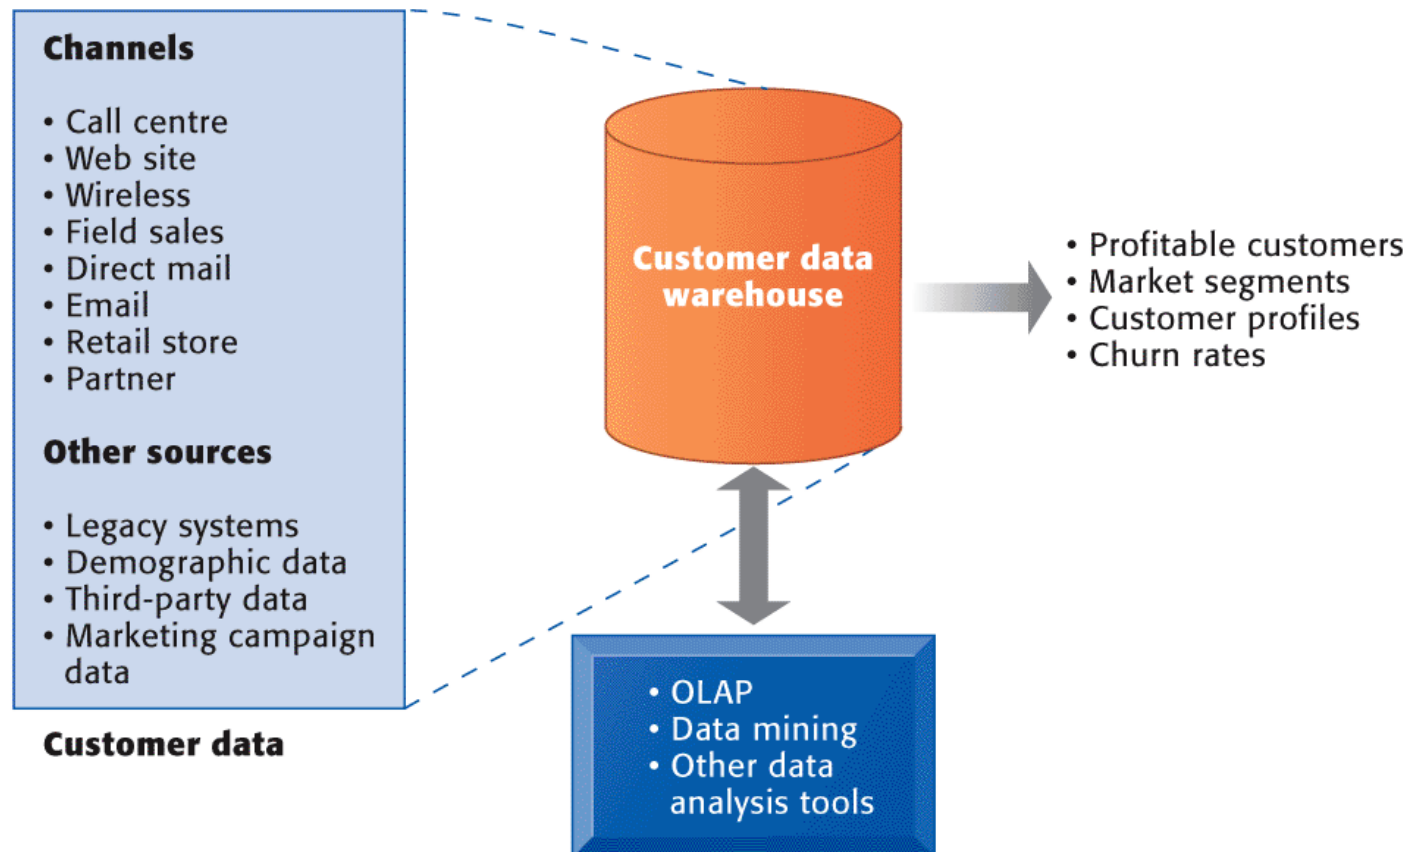 Channels
• Call centre
• Web site
• Wireless
• Field sales
• Direct mail
• Email
• Retail store
• Partner
Other sources
• Legacy systems
• Demographic data
• Third-party data
• Marketing campaign
data
Customer data
Customer data
warehouse
• Profitable customers
• Market segments
• Customer profiles
• Churn rates
• OLAP
• Data mining
• Other data
analysis tools